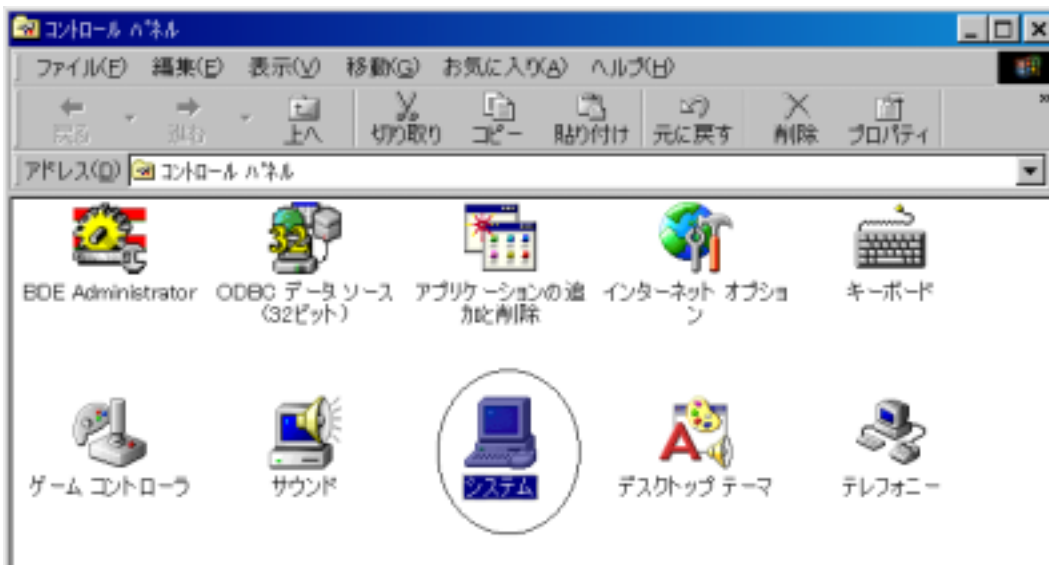 コントロール パネル
ファイル(F) 編集(E) 表示(V) 移動(G) お気に入り(A) ヘルプ(H)
戻る 進む 上へ 切り取り コピー 貼り付け 元に戻す 削除 プロパティ
アドレス(D) コントロール パネル
32
BDE Administrator ODBC データ ソース アプリケーションの追 インターネット オプショ キーボード
(32ビット) 加と削除 ン
ゲーム コントローラ サウンド システム デスクトップ テーマ テレフォニー